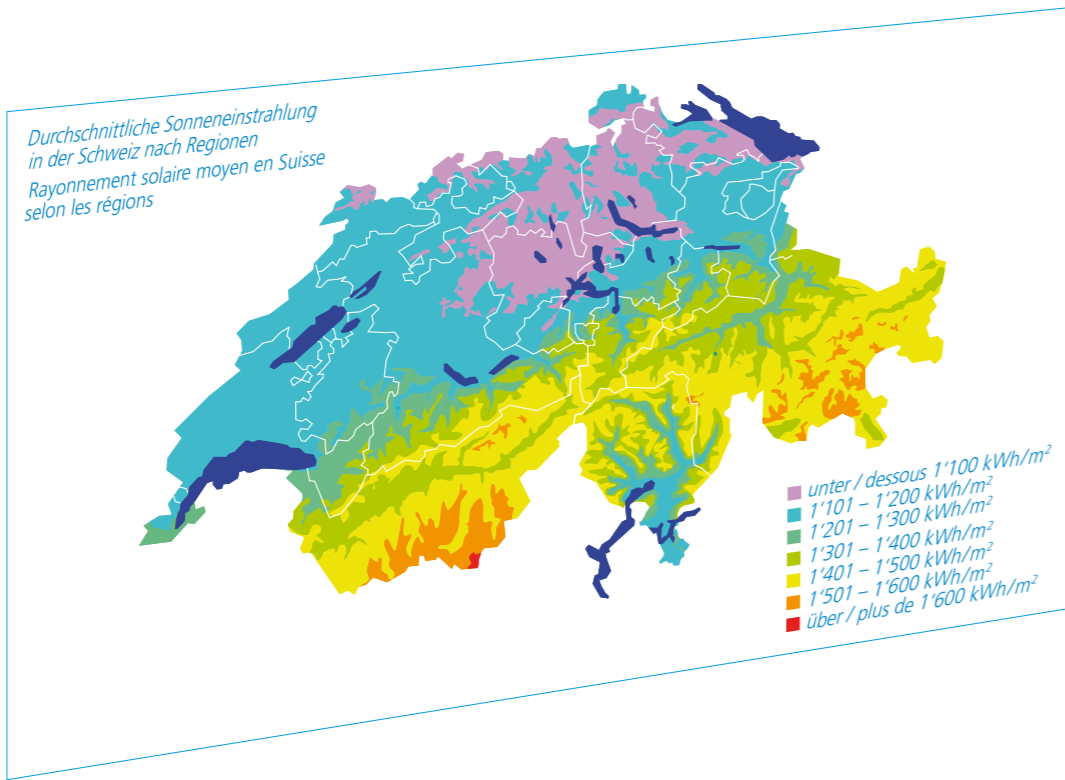 Durchschnittliche Sonneneinstrahlung
in der Schweiz nach Regionen
Rayonnement solaire moyen en Suisse
selon les régions
unter / dessous 1‘100 kWh/m²
1‘101 – 1‘200 kWh/m²
1‘201 – 1‘300 kWh/m²
1‘301 – 1‘400 kWh/m²
1‘401 – 1‘500 kWh/m²
1‘501 – 1‘600 kWh/m²
über / plus de 1‘600 kWh/m²